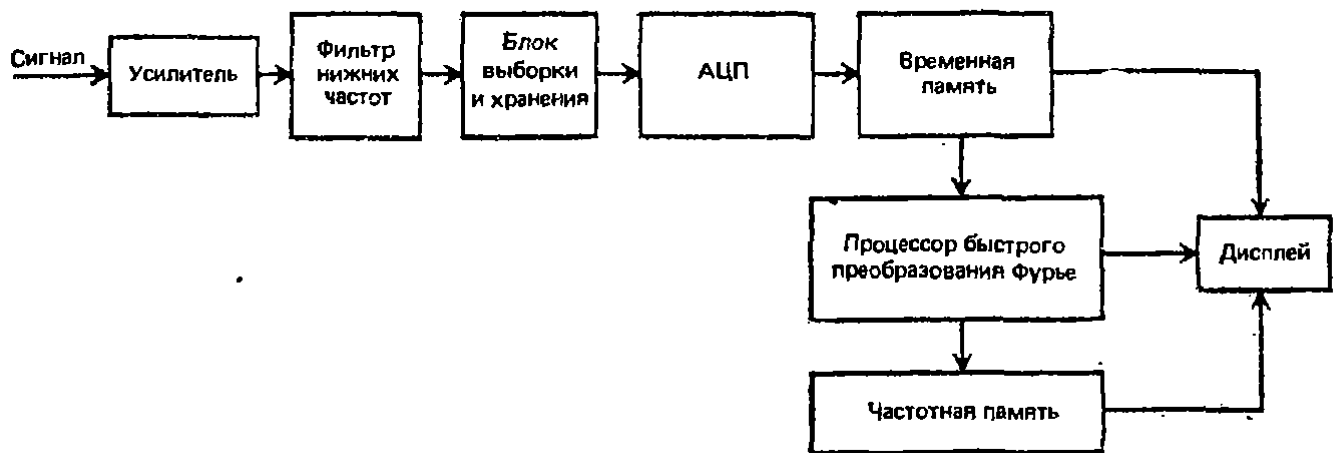 Сигнал
Усилитель
Фильтр
нижних
частот
Блок
выборки
и хранения
АЦП
Временная
память
Процессор быстрого
преобразования Фурье
Дисплей
Частотная память